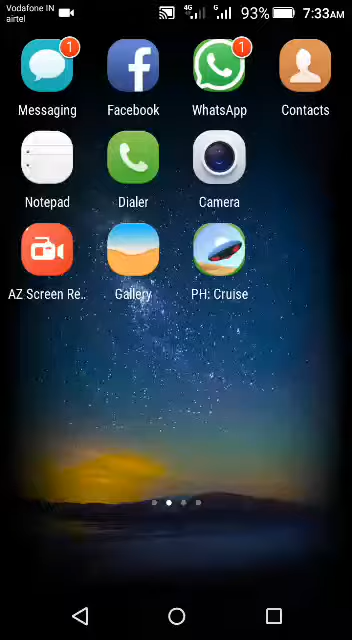 Vodafone IN
airtel
4G G 93% 7:33AM
1 1
Messaging Facebook WhatsApp Contacts
Notepad Dialer Camera
AZ Screen Re.. Gallery PH: Cruise